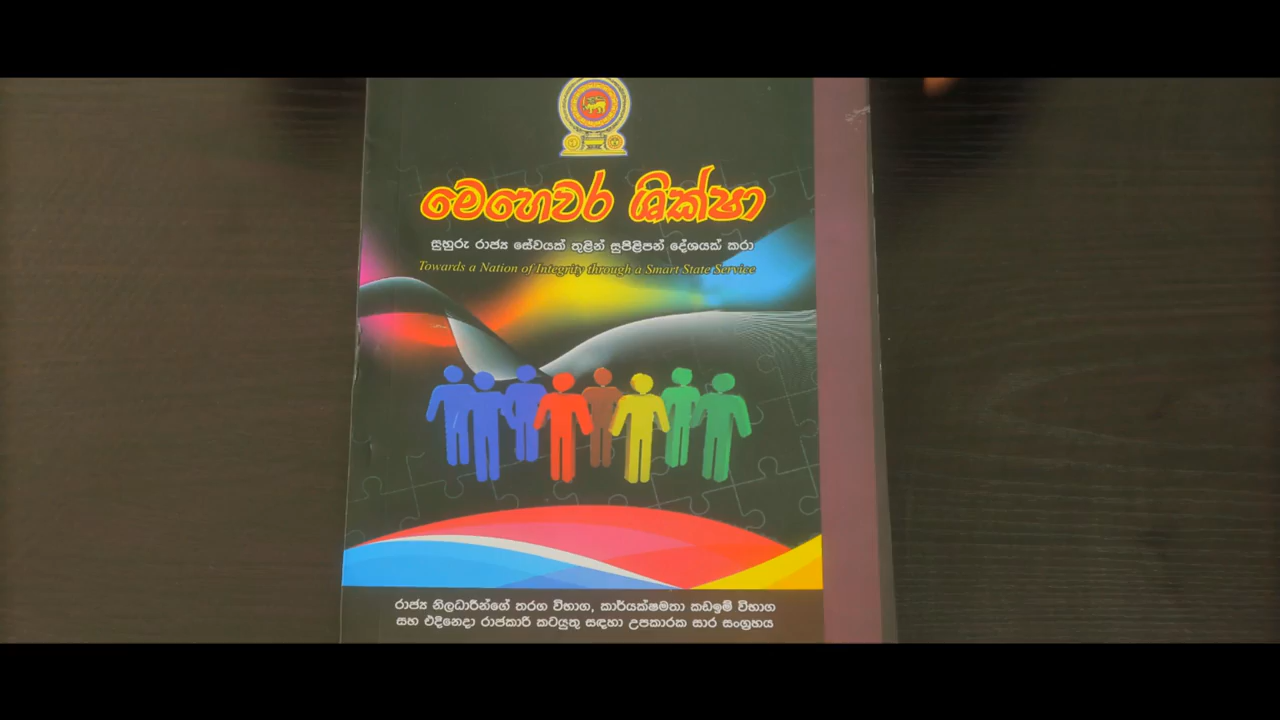 මෙහෙවර ශික්ෂා
සුහුරු රාජ්‍ය සේවයක් තුළින් සුපිළිපන් දේශයක් කරා
Towards a Nation of Integrity through a Smart State Service
රාජ්‍ය නිලධාරීන්ගේ තරග විභාග, කාර්යක්ෂමතා කඩඉම් විභාග
සහ එදිනෙදා රාජකාරී කටයුතු සඳහා උපකාරක සාර සංග්‍රහය